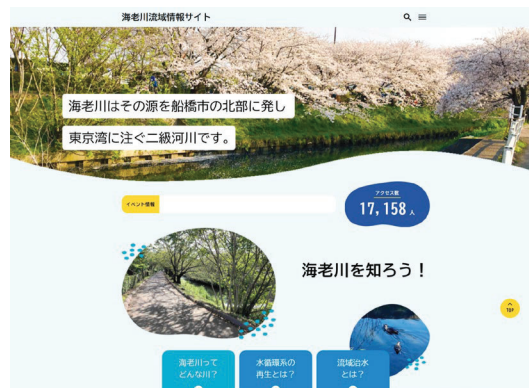 海老川流域情報サイト
海老川はその源を船橋市の北部に発し
東京湾に注ぐ二級河川です。
イベント情報
アクセス数
17,158人
海老川を知ろう！
TOP
海老川って
どんな川？
水循環系の
再生とは？
流域治水
とは？